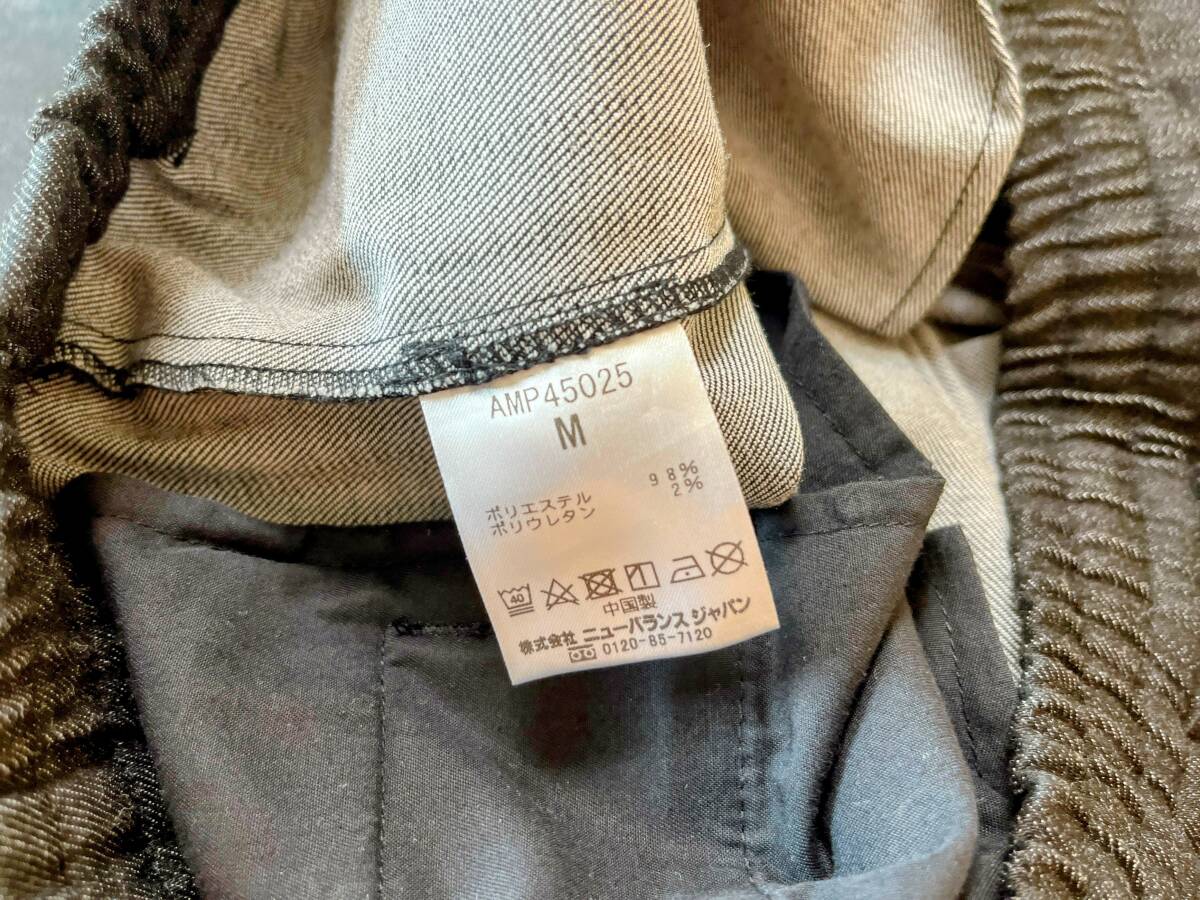 AMP45025
M
ポリエステル 98%
ポリウレタン 2%
40
中国製
株式会社 ニューバランス ジャパン
0120-85-7120